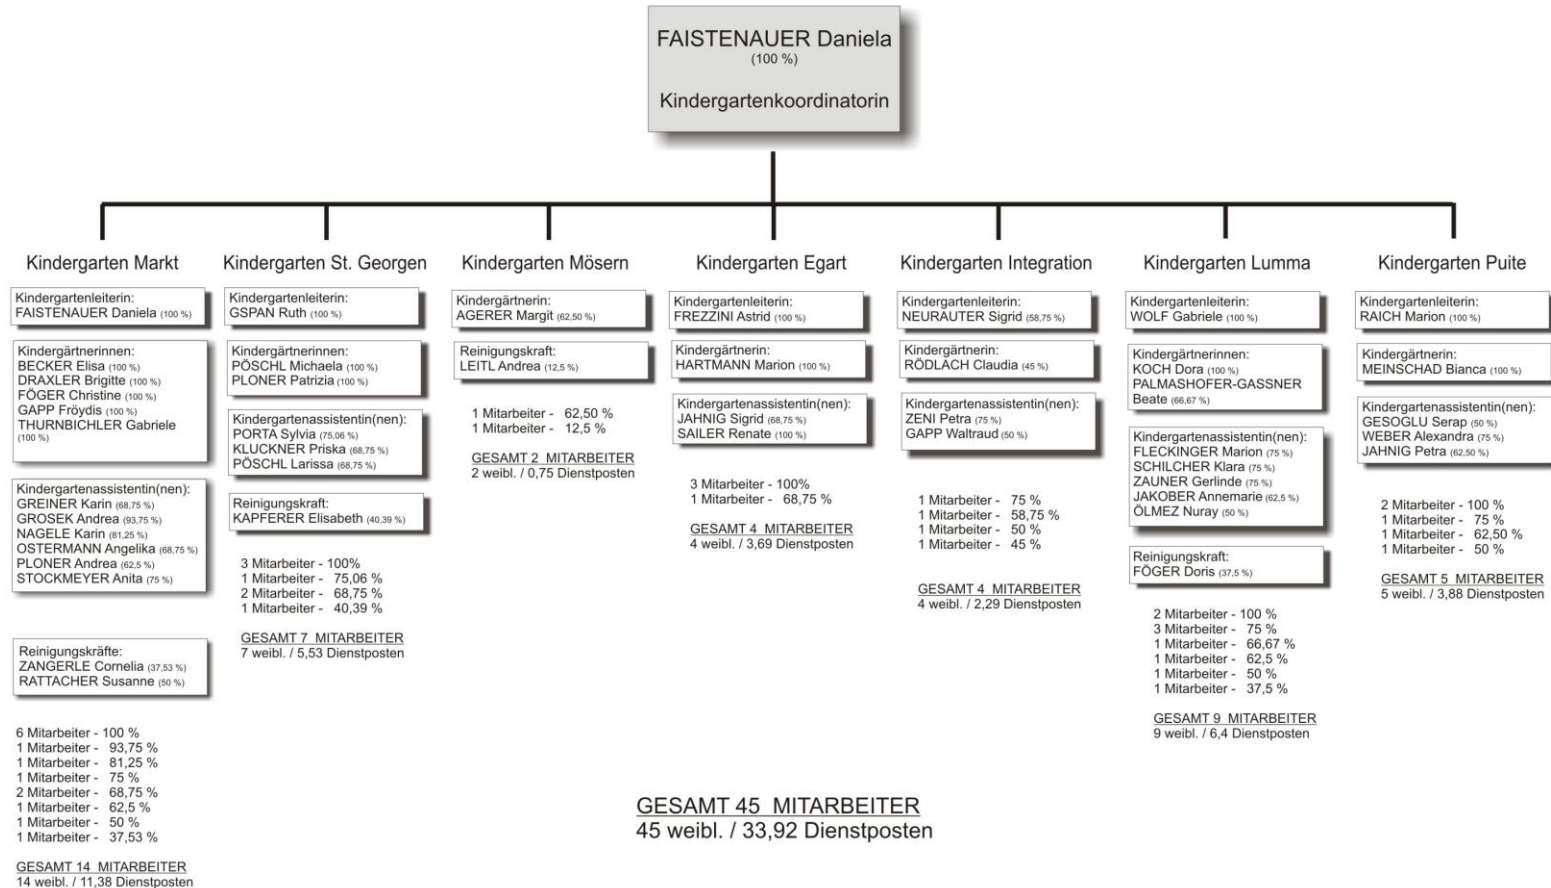 FAISTENAUER Daniela
(100 %)
Kindergartenkoordinatorin
Kindergarten Markt
Kindergartenleiterin:
FAISTENAUER Daniela (100 %)
Kindergärtnerinnen:
BECKER Elisa (100 %)
DRAXLER Brigitte (100 %)
FÖGER Christine (100 %)
GAPP Fröydis (100 %)
THURNBICHLER Gabriele
(100 %)
Kindergartenassistentin(nen):
GREINER Karin (68,75 %)
GROSEK Andrea (93,75 %)
NAGELE Karin (81,25 %)
OSTERMANN Angelika (68,75 %)
PLONER Andrea (62,5 %)
STOCKMEYER Anita (75 %)
Reinigungskräfte:
ZANGERLE Cornelia (37,53 %)
RATTACHER Susanne (50 %)
6 Mitarbeiter - 100 %
1 Mitarbeiter - 93,75 %
1 Mitarbeiter - 81,25 %
1 Mitarbeiter - 75 %
2 Mitarbeiter - 68,75 %
1 Mitarbeiter - 62,5 %
1 Mitarbeiter - 50 %
1 Mitarbeiter - 37,53 %
GESAMT 14 MITARBEITER
14 weibl. / 11,38 Dienstposten
Kindergarten St. Georgen
Kindergartenleiterin:
GSPAN Ruth (100 %)
Kindergärtnerinnen:
PÖSCHL Michaela (100 %)
PLONER Patrizia (100 %)
Kindergartenassistentin(nen):
PORTA Sylvia (75,06 %)
KLUCKNER Priska (68,75 %)
PÖSCHL Larissa (68,75 %)
Reinigungskraft:
KAPFERER Elisabeth (40,39 %)
3 Mitarbeiter - 100%
1 Mitarbeiter - 75,06 %
2 Mitarbeiter - 68,75 %
1 Mitarbeiter - 40,39 %
GESAMT 7 MITARBEITER
7 weibl. / 5,53 Dienstposten
Kindergarten Mösern
Kindergärtnerin:
AGERER Margit (62,50 %)
Reinigungskraft:
LEITL Andrea (12,5 %)
1 Mitarbeiter - 62,50 %
1 Mitarbeiter - 12,5 %
GESAMT 2 MITARBEITER
2 weibl. / 0,75 Dienstposten
Kindergarten Egart
Kindergartenleiterin:
FREZZINI Astrid (100 %)
Kindergärtnerin:
HARTMANN Marion (100 %)
Kindergartenassistentin(nen):
JAHNIG Sigrid (68,75 %)
SAILER Renate (100 %)
3 Mitarbeiter - 100%
1 Mitarbeiter - 68,75 %
GESAMT 4 MITARBEITER
4 weibl. / 3,69 Dienstposten
Kindergarten Integration
Kindergartenleiterin:
NEURAUTER Sigrid (58,75 %)
Kindergärtnerin:
RÖDLACH Claudia (45 %)
Kindergartenassistentin(nen):
ZENI Petra (75 %)
GAPP Waltraud (50 %)
1 Mitarbeiter - 75 %
1 Mitarbeiter - 58,75 %
1 Mitarbeiter - 50 %
1 Mitarbeiter - 45 %
GESAMT 4 MITARBEITER
4 weibl. / 2,29 Dienstposten
Kindergarten Lumma
Kindergartenleiterin:
WOLF Gabriele (100 %)
Kindergärtnerinnen:
KOCH Dora (100 %)
PALMASHOFER-GASSNER
Beate (66,67 %)
Kindergartenassistentin(nen):
FLECKINGER Marion (75 %)
SCHILCHER Klara (75 %)
ZAUNER Gerlinde (75 %)
JAKOBER Annemarie (62,5 %)
ÖLMEZ Nuray (50 %)
Reinigungskraft:
FÖGER Doris (37,5 %)
2 Mitarbeiter - 100 %
3 Mitarbeiter - 75 %
1 Mitarbeiter - 66,67 %
1 Mitarbeiter - 62,5 %
1 Mitarbeiter - 50 %
1 Mitarbeiter - 37,5 %
GESAMT 9 MITARBEITER
9 weibl. / 6,4 Dienstposten
Kindergarten Puite
Kindergartenleiterin:
RAICH Marion (100 %)
Kindergärtnerin:
MEINSCHAD Bianca (100 %)
Kindergartenassistentin(nen):
GESOGLU Serap (50 %)
WEBER Alexandra (75 %)
JAHNIG Petra (62,50 %)
2 Mitarbeiter - 100 %
1 Mitarbeiter - 75 %
1 Mitarbeiter - 62,50 %
1 Mitarbeiter - 50 %
GESAMT 5 MITARBEITER
5 weibl. / 3,88 Dienstposten
GESAMT 45 MITARBEITER
45 weibl. / 33,92 Dienstposten